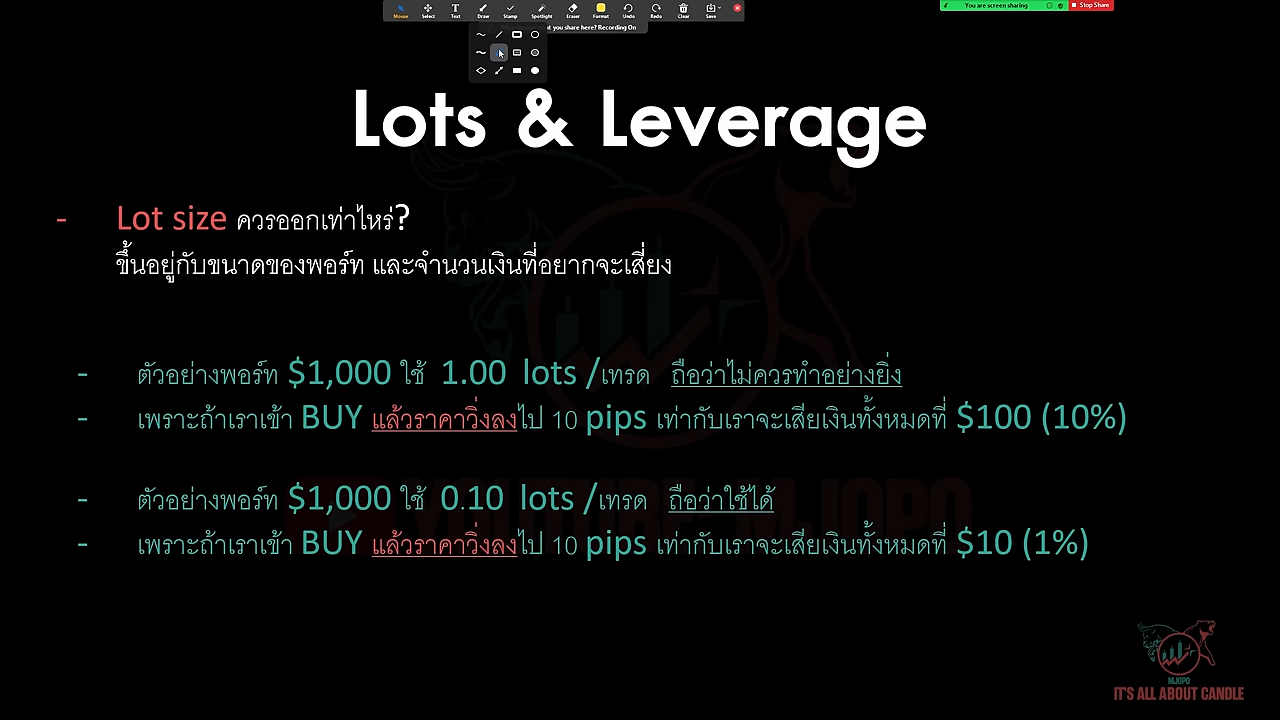 Mouse Select Text Draw Stamp Spotlight Eraser Format Undo Redo Clear Save
You are screen sharing Stop Share
you share here? Recording On
Lots & Leverage
- Lot size ควรออกเท่าไหร่?
ขึ้นอยู่กับขนาดของพอร์ท และจำนวนเงินที่อยากจะเสี่ยง
- ตัวอย่างพอร์ท $1,000 ใช้ 1.00 lots /เทรด ถือว่าไม่ควรทำอย่างยิ่ง
- เพราะถ้าเราเข้า BUY แล้วราคาวิ่งลงไป 10 pips เท่ากับเราจะเสียเงินทั้งหมดที่ $100 (10%)
- ตัวอย่างพอร์ท $1,000 ใช้ 0.10 lots /เทรด ถือว่าใช้ได้
- เพราะถ้าเราเข้า BUY แล้วราคาวิ่งลงไป 10 pips เท่ากับเราจะเสียเงินทั้งหมดที่ $10 (1%)
MJOPO
IT'S ALL ABOUT CANDLE